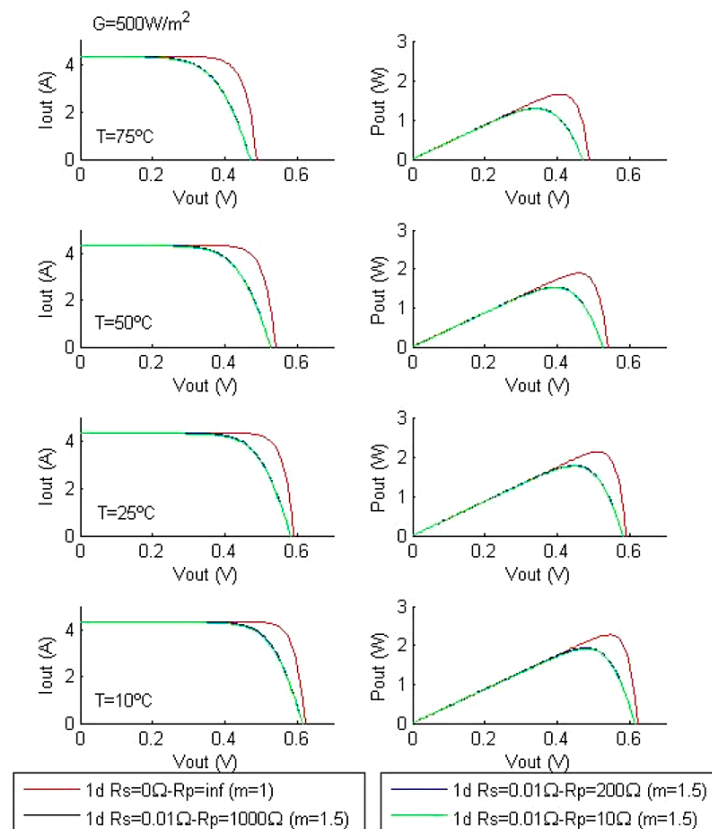 G=500W/m²
Iout (A)
4
2
0
T=75ºC
0 0.2 0.4 0.6
Vout (V)
Pout (W)
3
2
1
0
0 0.2 0.4 0.6
Vout (V)
Iout (A)
4
2
0
T=50ºC
0 0.2 0.4 0.6
Vout (V)
Pout (W)
3
2
1
0
0 0.2 0.4 0.6
Vout (V)
Iout (A)
4
2
0
T=25ºC
0 0.2 0.4 0.6
Vout (V)
Pout (W)
3
2
1
0
0 0.2 0.4 0.6
Vout (V)
Iout (A)
4
2
0
T=10ºC
0 0.2 0.4 0.6
Vout (V)
Pout (W)
3
2
1
0
0 0.2 0.4 0.6
Vout (V)
1d Rs=0Ω-Rp=inf (m=1)
1d Rs=0.01Ω-Rp=1000Ω (m=1.5)
1d Rs=0.01Ω-Rp=200Ω (m=1.5)
1d Rs=0.01Ω-Rp=10Ω (m=1.5)